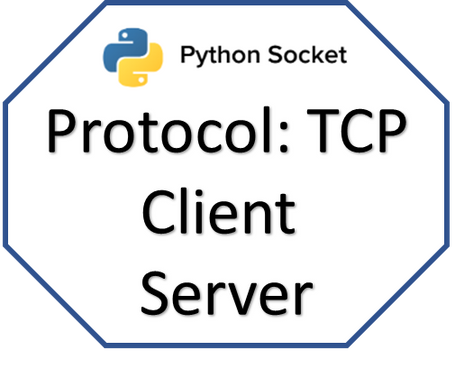 Python Socket
Protocol: TCP
Client
Server